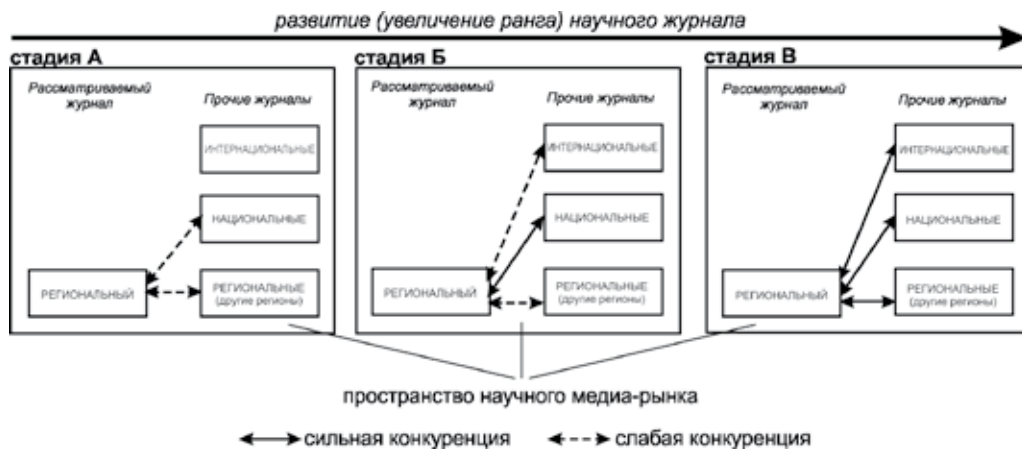 развитие (увеличение ранга) научного журнала
стадия А
Рассматриваемый
журнал
Прочие журналы
ИНТЕРНАЦИОНАЛЬНЫЕ
НАЦИОНАЛЬНЫЕ
РЕГИОНАЛЬНЫЙ
РЕГИОНАЛЬНЫЕ
(другие регионы)
стадия Б
Рассматриваемый
журнал
Прочие журналы
ИНТЕРНАЦИОНАЛЬНЫЕ
НАЦИОНАЛЬНЫЕ
РЕГИОНАЛЬНЫЙ
РЕГИОНАЛЬНЫЕ
(другие регионы)
стадия В
Рассматриваемый
журнал
Прочие журналы
ИНТЕРНАЦИОНАЛЬНЫЕ
НАЦИОНАЛЬНЫЕ
РЕГИОНАЛЬНЫЙ
РЕГИОНАЛЬНЫЕ
(другие регионы)
пространство научного медиа-рынка
сильная конкуренция
слабая конкуренция